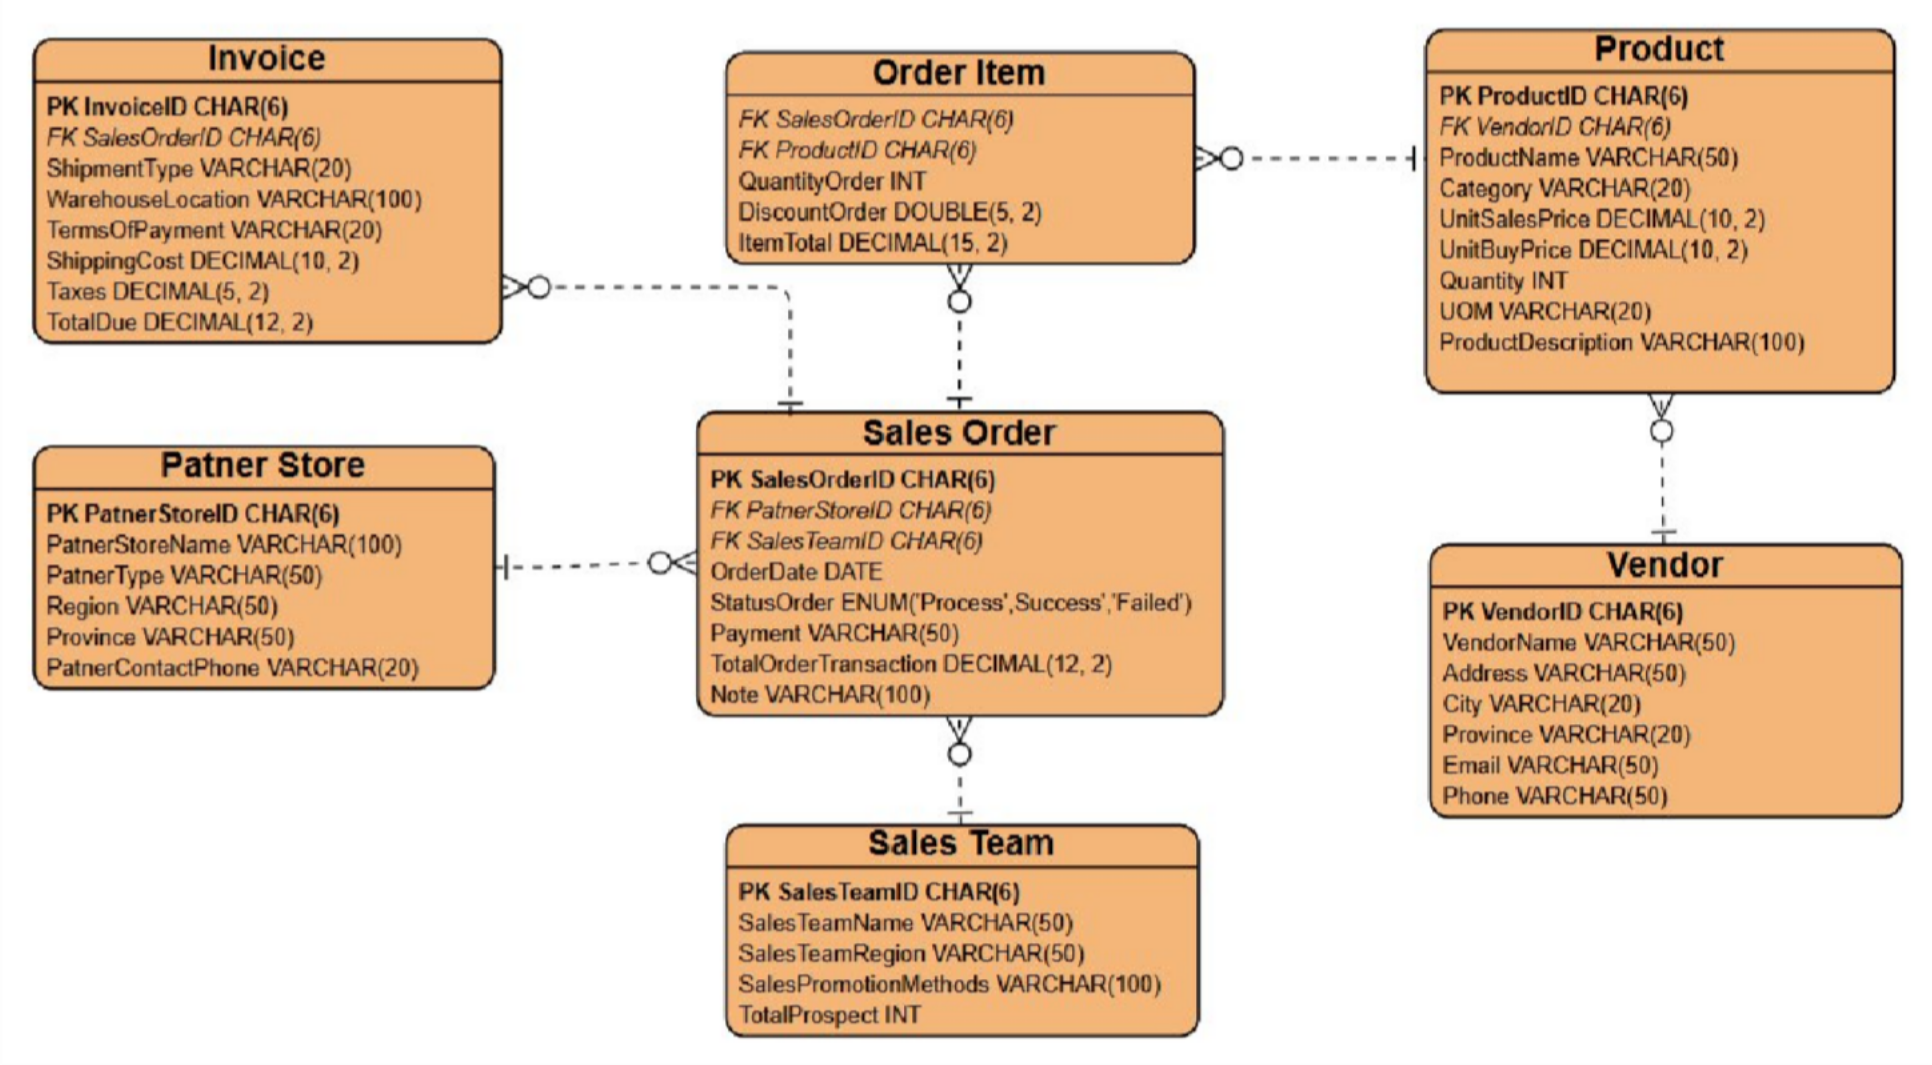 Invoice
PK InvoiceID CHAR(6)
FK SalesOrderID CHAR(6)
ShipmentType VARCHAR(20)
WarehouseLocation VARCHAR(100)
TermsOfPayment VARCHAR(20)
ShippingCost DECIMAL(10, 2)
Taxes DECIMAL(5, 2)
TotalDue DECIMAL(12, 2)
Order Item
FK SalesOrderID CHAR(6)
FK ProductID CHAR(6)
QuantityOrder INT
DiscountOrder DOUBLE(5, 2)
ItemTotal DECIMAL(15, 2)
Product
PK ProductID CHAR(6)
FK VendorID CHAR(6)
ProductName VARCHAR(50)
Category VARCHAR(20)
UnitSalesPrice DECIMAL(10, 2)
UnitBuyPrice DECIMAL(10, 2)
Quantity INT
UOM VARCHAR(20)
ProductDescription VARCHAR(100)
Patner Store
PK PatnerStoreID CHAR(6)
PatnerStoreName VARCHAR(100)
PatnerType VARCHAR(50)
Region VARCHAR(50)
Province VARCHAR(50)
PatnerContactPhone VARCHAR(20)
Sales Order
PK SalesOrderID CHAR(6)
FK PatnerStoreID CHAR(6)
FK SalesTeamID CHAR(6)
OrderDate DATE
StatusOrder ENUM('Process',Success','Failed')
Payment VARCHAR(50)
TotalOrderTransaction DECIMAL(12, 2)
Note VARCHAR(100)
Vendor
PK VendorID CHAR(6)
VendorName VARCHAR(50)
Address VARCHAR(50)
City VARCHAR(20)
Province VARCHAR(20)
Email VARCHAR(50)
Phone VARCHAR(50)
Sales Team
PK SalesTeamID CHAR(6)
SalesTeamName VARCHAR(50)
SalesTeamRegion VARCHAR(50)
SalesPromotionMethods VARCHAR(100)
TotalProspect INT